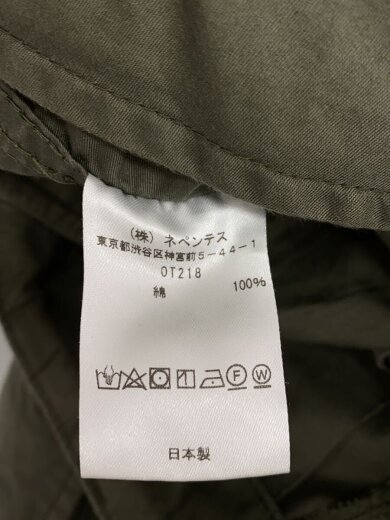 （株）ネペンテス
東京都渋谷区神宮前5-44-1
OT218
綿 100%
F W
日本製